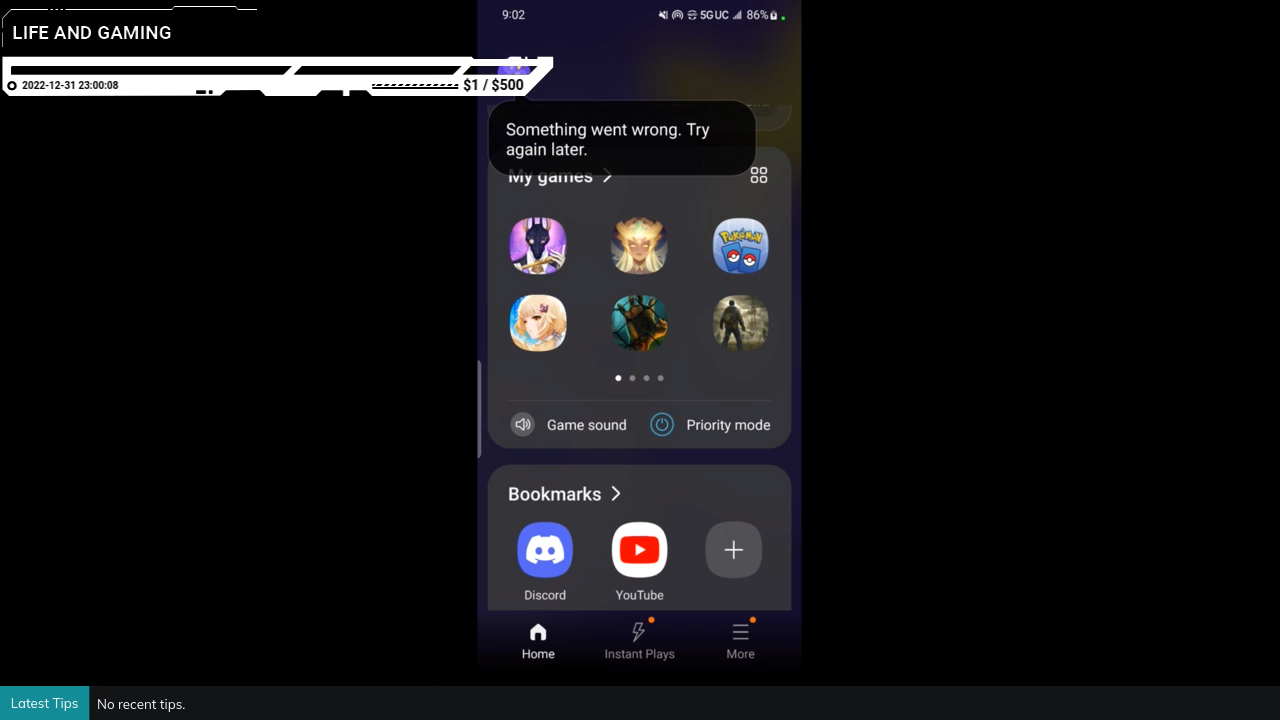 LIFE AND GAMING
2022-12-31 23:00:08
$1 / $500
9:02
5GUC
86%
Something went wrong. Try
again later.
My games
POKéMON
Game sound
Priority mode
Bookmarks
Discord
YouTube
Home
Instant Plays
More
Latest Tips
No recent tips.